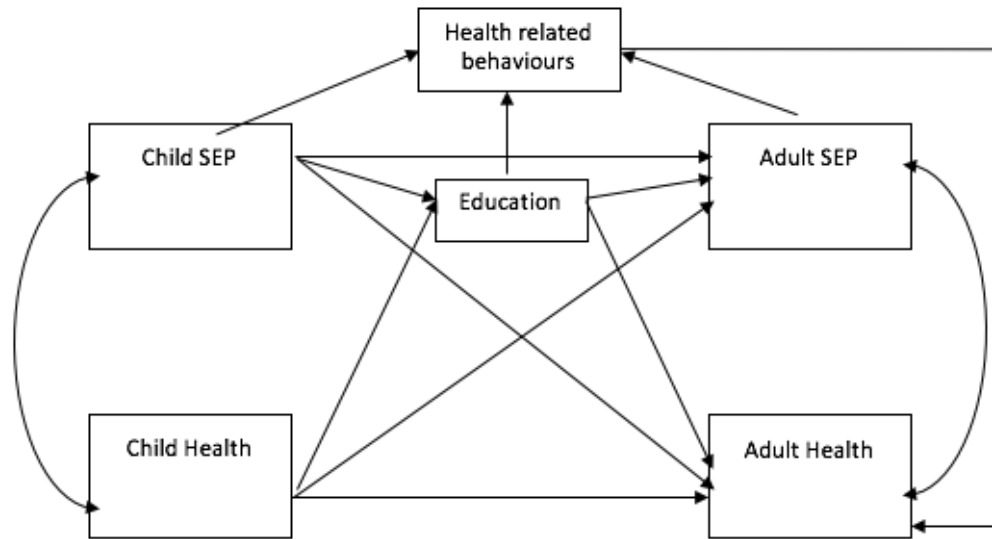 Health related
behaviours
Child SEP
Adult SEP
Education
Child Health
Adult Health